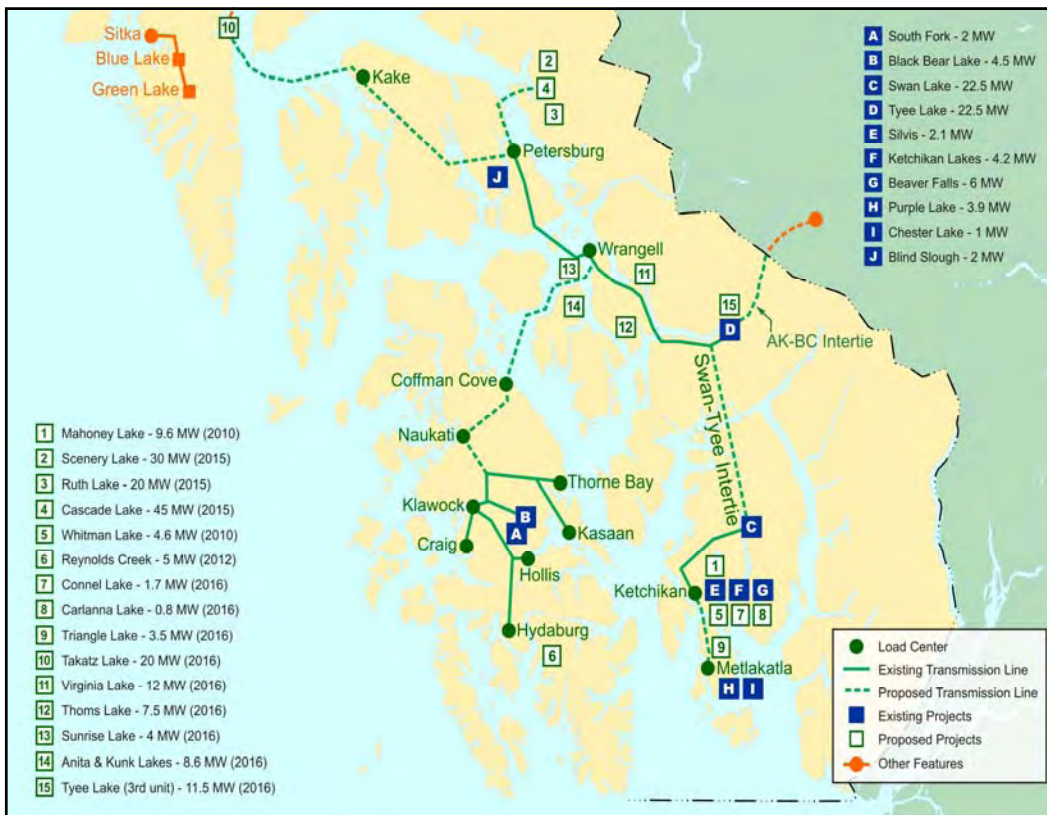 Sitka
Blue Lake
Green Lake
10
Kake
2
4
3
Petersburg
J
Wrangell
13
11
14
12
15
D
AK-BC Intertie
Swan-Tyee Intertie
Coffman Cove
Naukati
Thorne Bay
Klawock
B
A
Craig
Kasaan
Hollis
Hydaburg
6
C
1
Ketchikan
E F G
5 7 8
9
Metlakatla
H I
A South Fork - 2 MW
B Black Bear Lake - 4.5 MW
C Swan Lake - 22.5 MW
D Tyee Lake - 22.5 MW
E Silvis - 2.1 MW
F Ketchikan Lakes - 4.2 MW
G Beaver Falls - 6 MW
H Purple Lake - 3.9 MW
I Chester Lake - 1 MW
J Blind Slough - 2 MW
1 Mahoney Lake - 9.6 MW (2010)
2 Scenery Lake - 30 MW (2015)
3 Ruth Lake - 20 MW (2015)
4 Cascade Lake - 45 MW (2015)
5 Whitman Lake - 4.6 MW (2010)
6 Reynolds Creek - 5 MW (2012)
7 Connel Lake - 1.7 MW (2016)
8 Carlanna Lake - 0.8 MW (2016)
9 Triangle Lake - 3.5 MW (2016)
10 Takatz Lake - 20 MW (2016)
11 Virginia Lake - 12 MW (2016)
12 Thoms Lake - 7.5 MW (2016)
13 Sunrise Lake - 4 MW (2016)
14 Anita & Kunk Lakes - 8.6 MW (2016)
15 Tyee Lake (3rd unit) - 11.5 MW (2016)
Load Center
Existing Transmission Line
Proposed Transmission Line
Existing Projects
Proposed Projects
Other Features